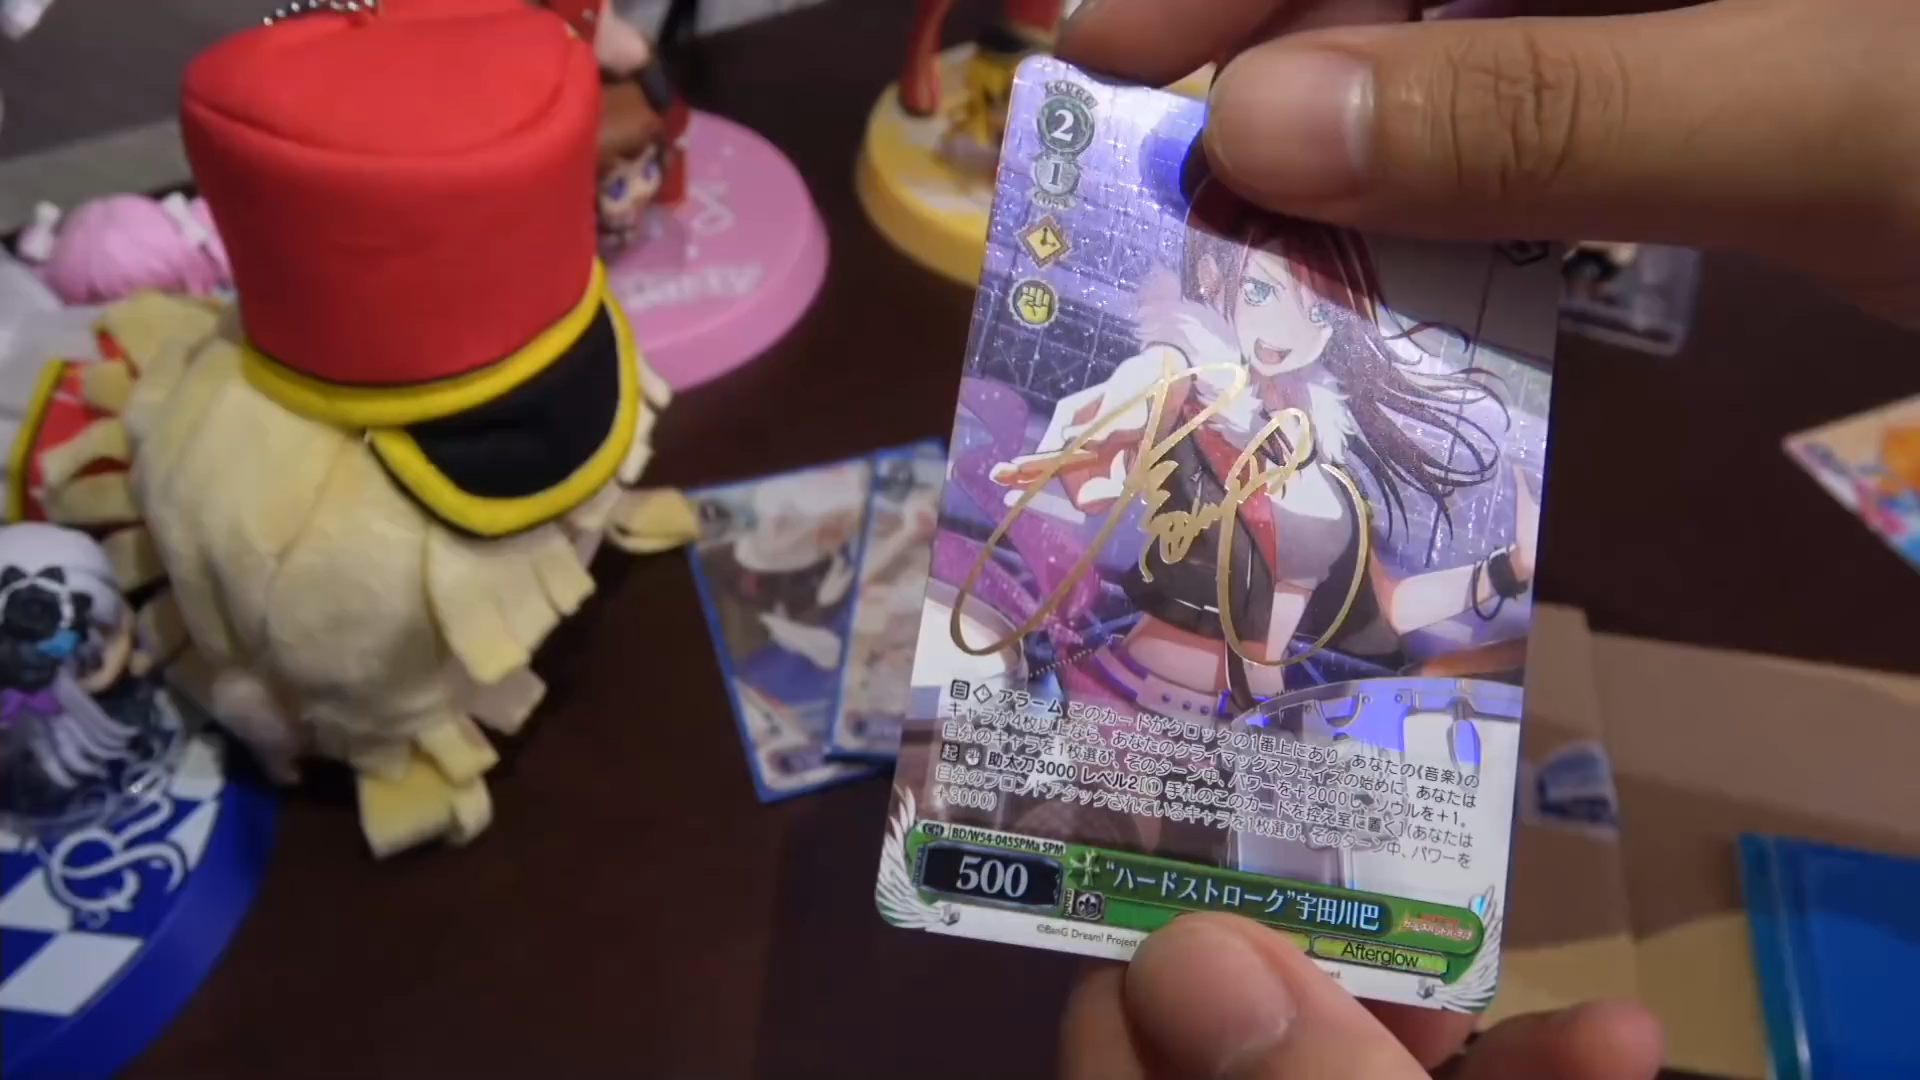 LEVEL
2
1
COST
アラーム このカードがクロックの1番上にあり、あなたの《音楽》の
キャラが4枚以上なら、あなたのクライマックスフェイズの始めに、あなたは
自分のキャラを1枚選び、そのターン中、パワーを+2000し、ソウルを+1。
起 助太刀3000 レベル2 [① 手札のこのカードを控え室に置く] (あなたは
自分のフロントアタックされているキャラを1枚選び、そのターン中、パワーを
+3000)
CH BD/W54-045SPMa SPM
500
“ハードストローク”宇田川巴
©BanG Dream! Project
Afterglow
Party